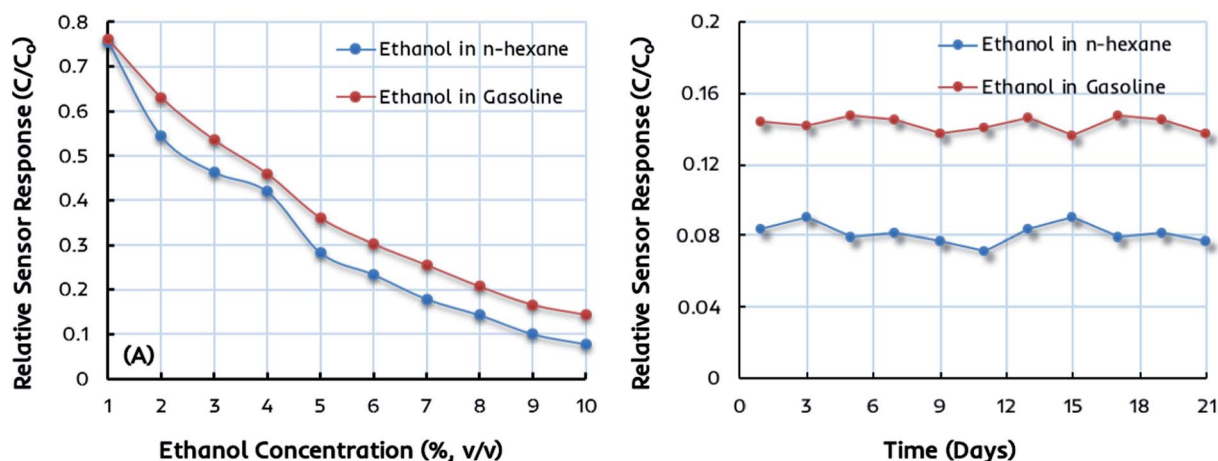 Relative Sensor Response (C/C₀)
0.8
0.7
0.6
0.5
0.4
0.3
0.2
0.1
0
Ethanol in n-hexane
Ethanol in Gasoline
(A)
1 2 3 4 5 6 7 8 9 10
Ethanol Concentration (%, v/v)
Relative Sensor Response (C/C₀)
0.2
0.16
0.12
0.08
0.04
0
Ethanol in n-hexane
Ethanol in Gasoline
0 3 6 9 12 15 18 21
Time (Days)